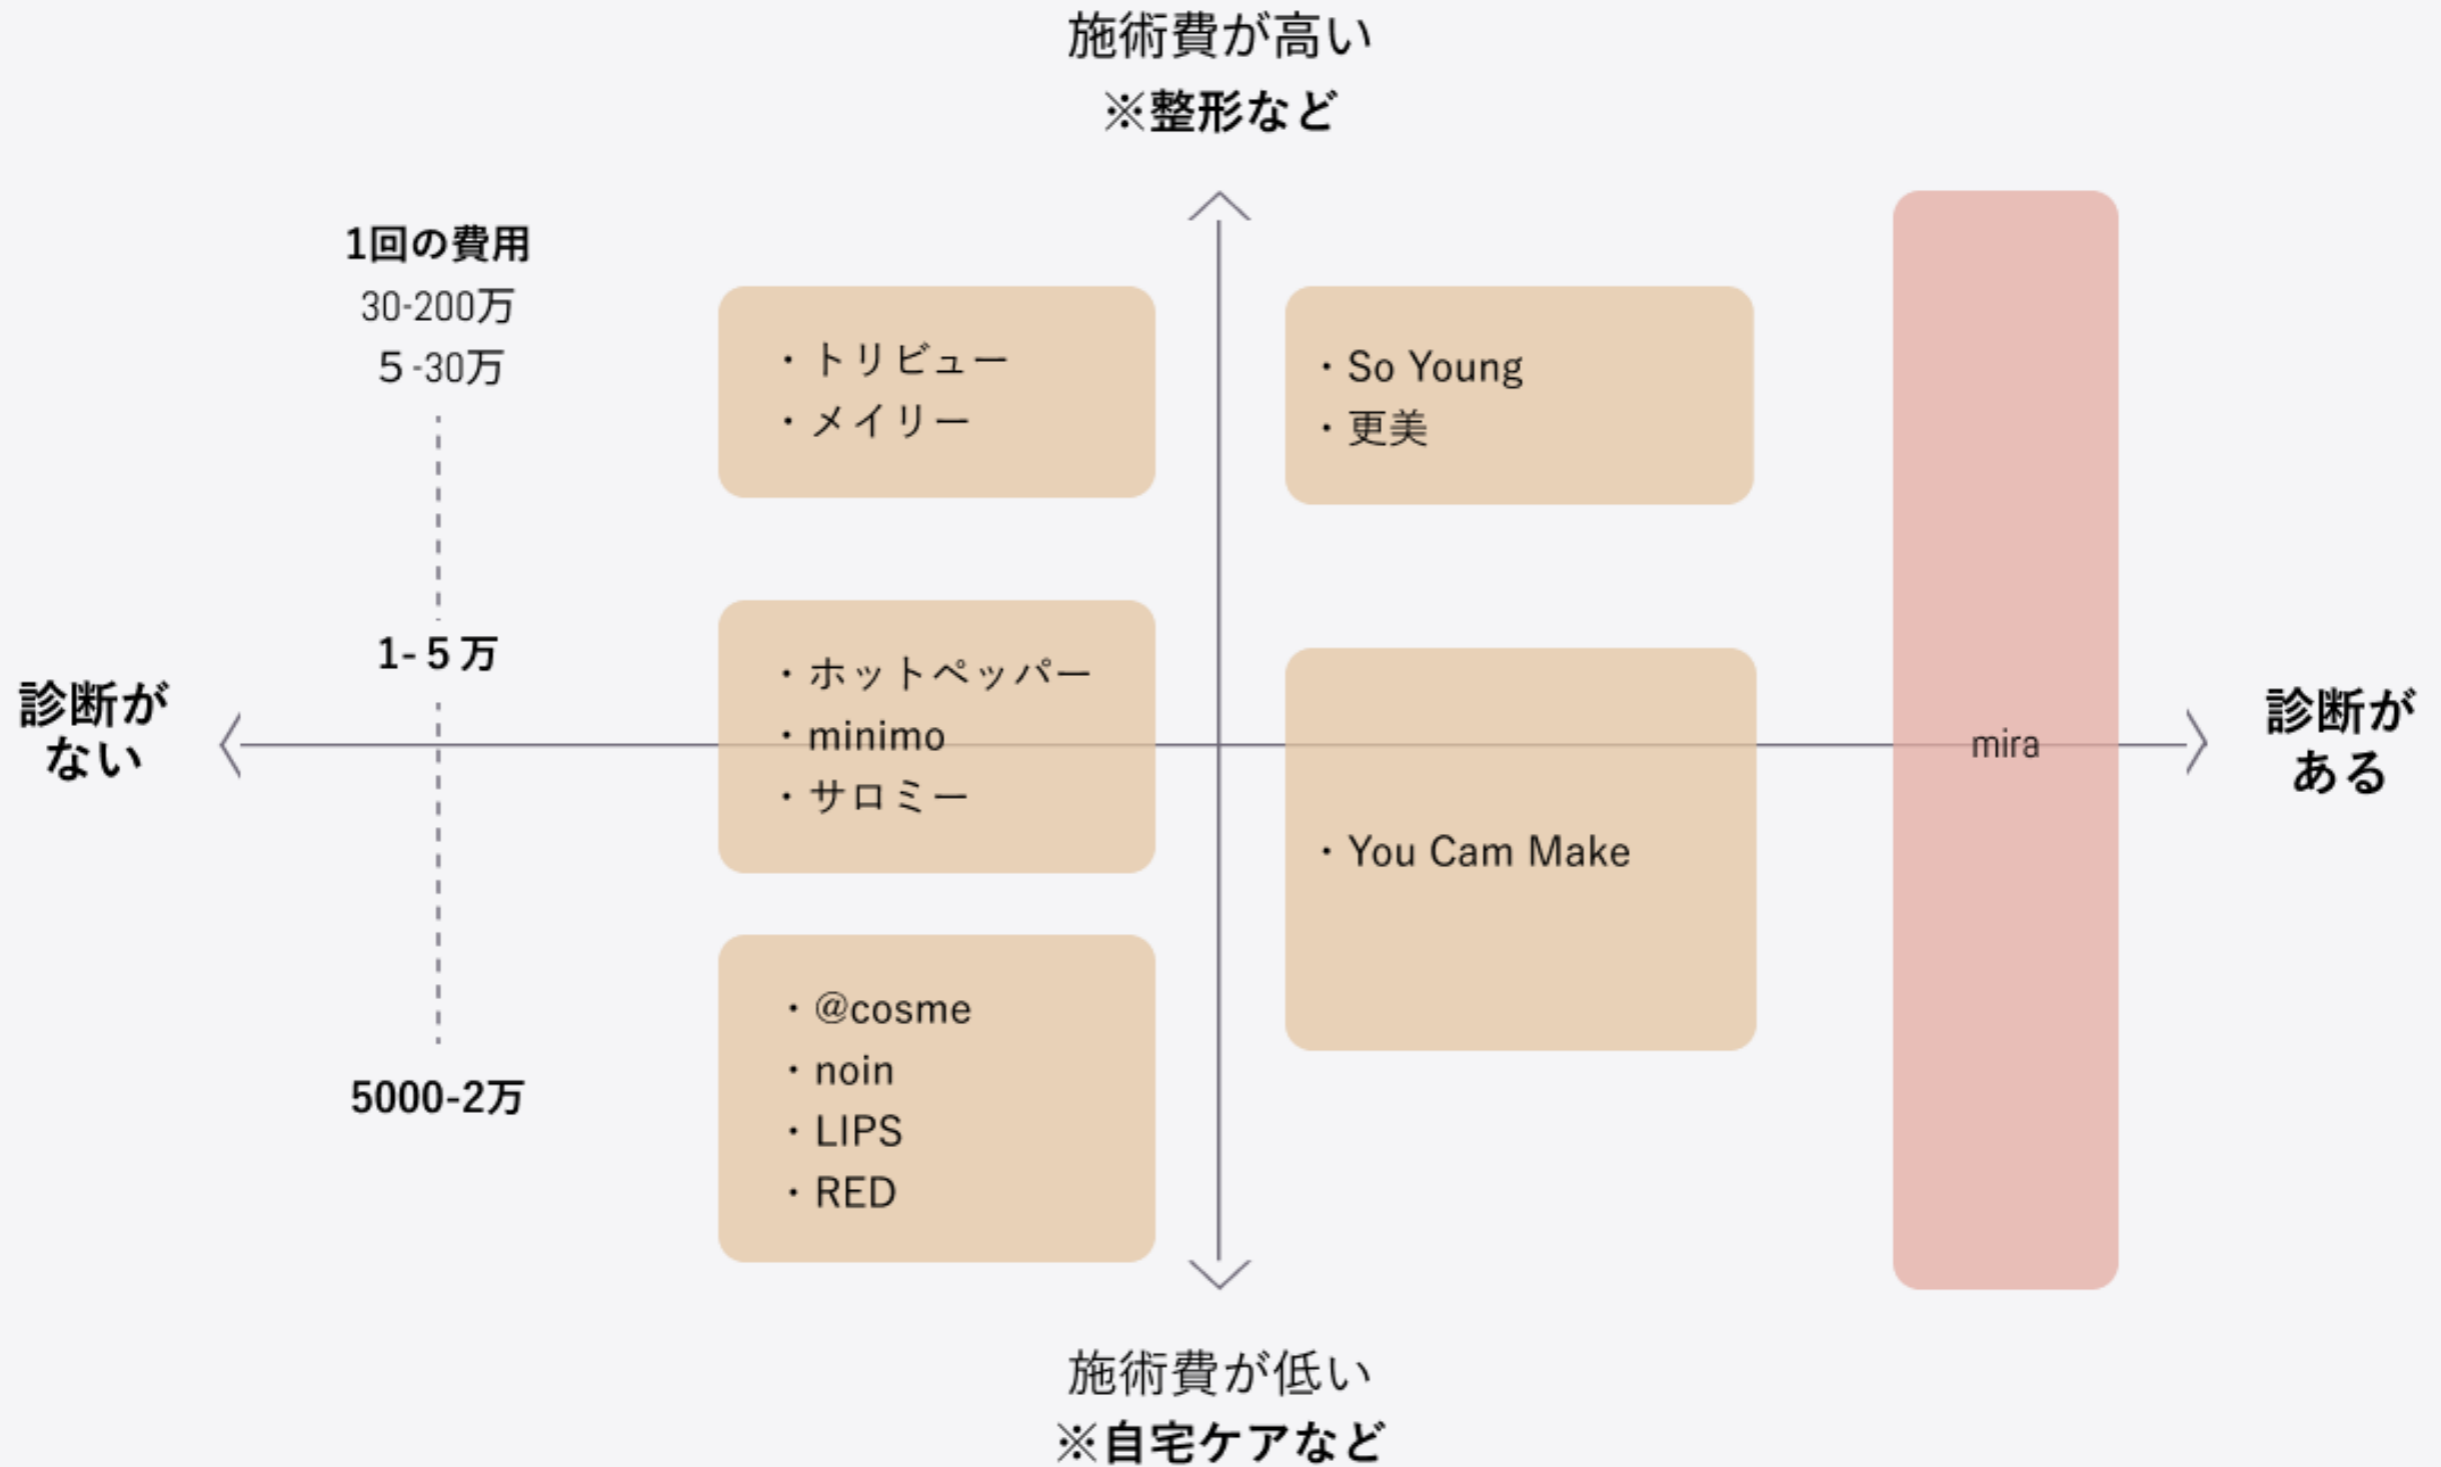 施術費が高い
※整形など
1回の費用
30-200万
５-30万
1-５万
5000-2万
診断が
ない
・トリビュー
・メイリー
・ホットペッパー
・minimo
・サロミー
・@cosme
・noin
・LIPS
・RED
・So Young
・更美
・You Cam Make
mira
診断が
ある
施術費が低い
※自宅ケアなど